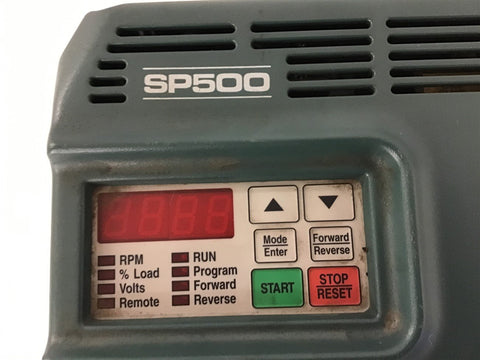 SP500
Mode
Enter
Forward
Reverse
RPM
% Load
Volts
Remote
RUN
Program
Forward
Reverse
START
STOP
RESET